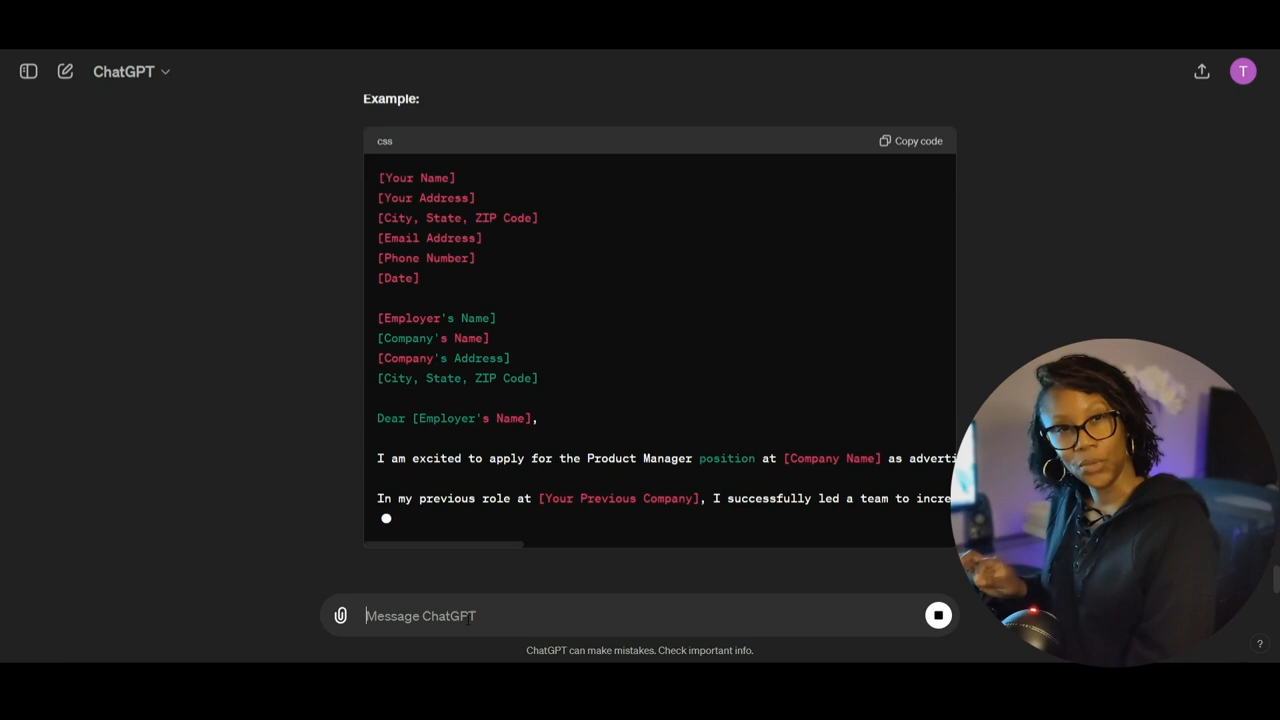 ChatGPT
T
Example:
css
Copy code
[Your Name]
[Your Address]
[City, State, ZIP Code]
[Email Address]
[Phone Number]
[Date]
[Employer's Name]
[Company's Name]
[Company's Address]
[City, State, ZIP Code]
Dear [Employer's Name],
I am excited to apply for the Product Manager position at [Company Name] as adverti
In my previous role at [Your Previous Company], I successfully led a team to incre
Message ChatGPT
ChatGPT can make mistakes. Check important info.
?